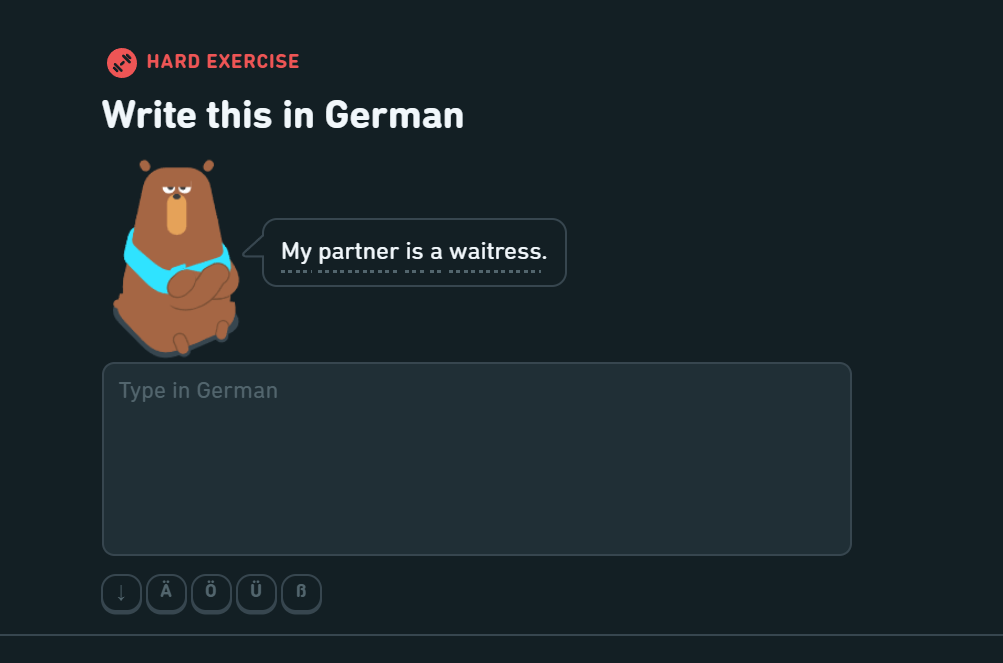 HARD EXERCISE
Write this in German
My partner is a waitress.
Type in German
↓ Ä Ö Ü ß